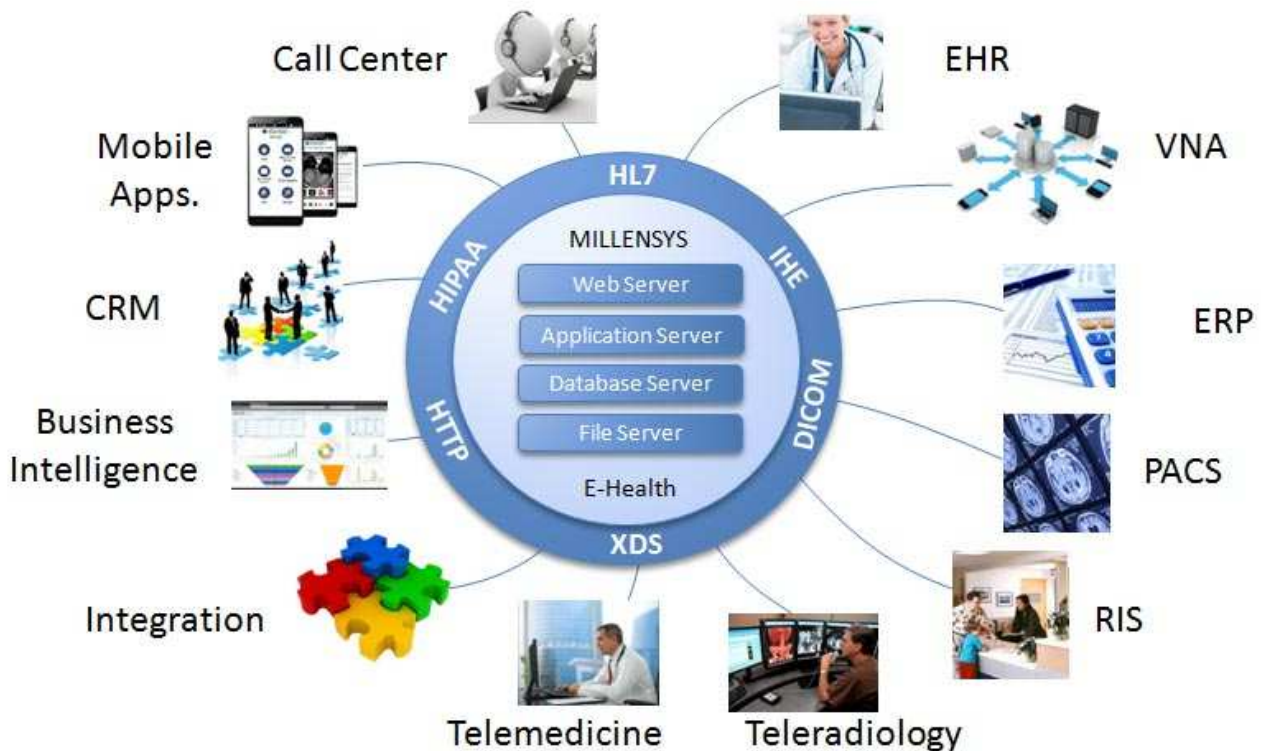 Call Center
EHR
Mobile
Apps.
VNA
HL7
MILLENSYS
IHE
HIPAA
Web Server
CRM
ERP
Application Server
Database Server
DICOM
HTTP
File Server
Business
Intelligence
PACS
E-Health
XDS
Integration
RIS
Telemedicine
Teleradiology